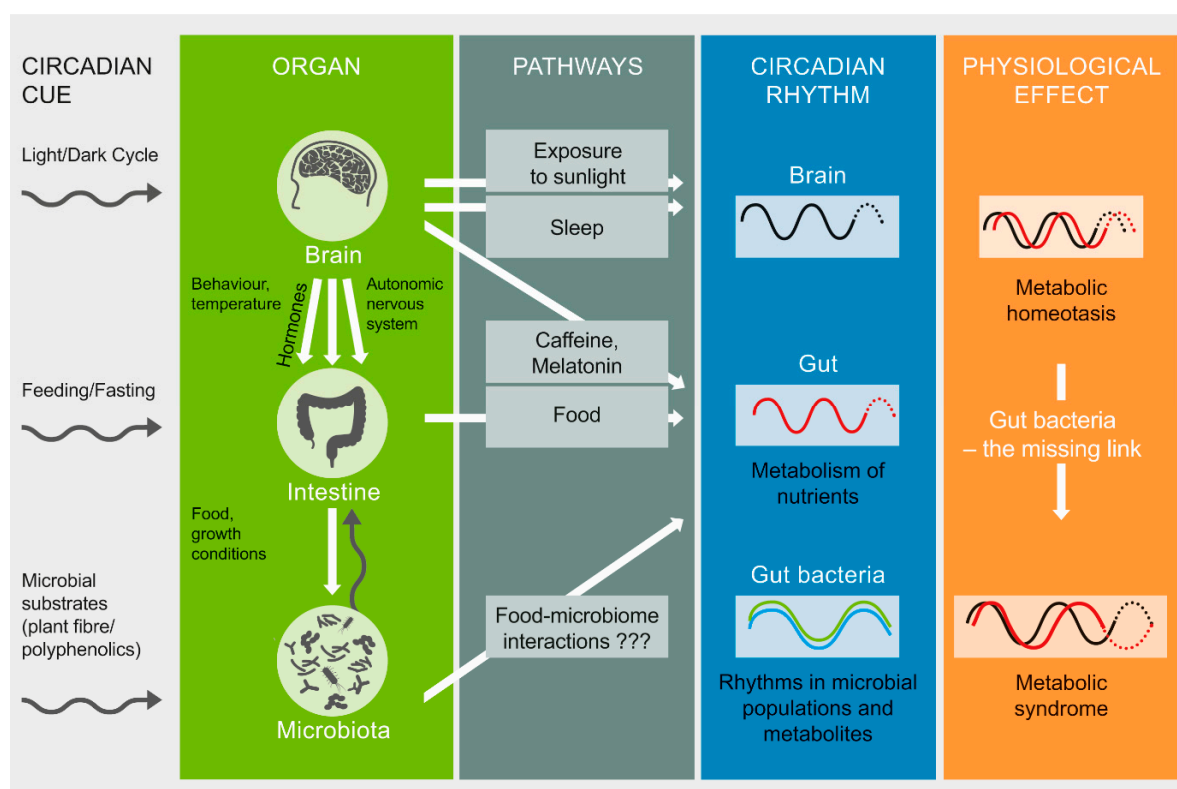 CIRCADIAN
CUE
Light/Dark Cycle
Feeding/Fasting
Microbial
substrates
(plant fibre/
polyphenolics)
ORGAN
Brain
Behaviour,
temperature
Hormones
Autonomic
nervous
system
Intestine
Food,
growth
conditions
Microbiota
PATHWAYS
Exposure
to sunlight
Sleep
Caffeine,
Melatonin
Food
Food-microbiome
interactions ???
CIRCADIAN
RHYTHM
Brain
Gut
Metabolism of
nutrients
Gut bacteria
Rhythms in microbial
populations and
metabolites
PHYSIOLOGICAL
EFFECT
Metabolic
homeotasis
Gut bacteria
– the missing link
Metabolic
syndrome